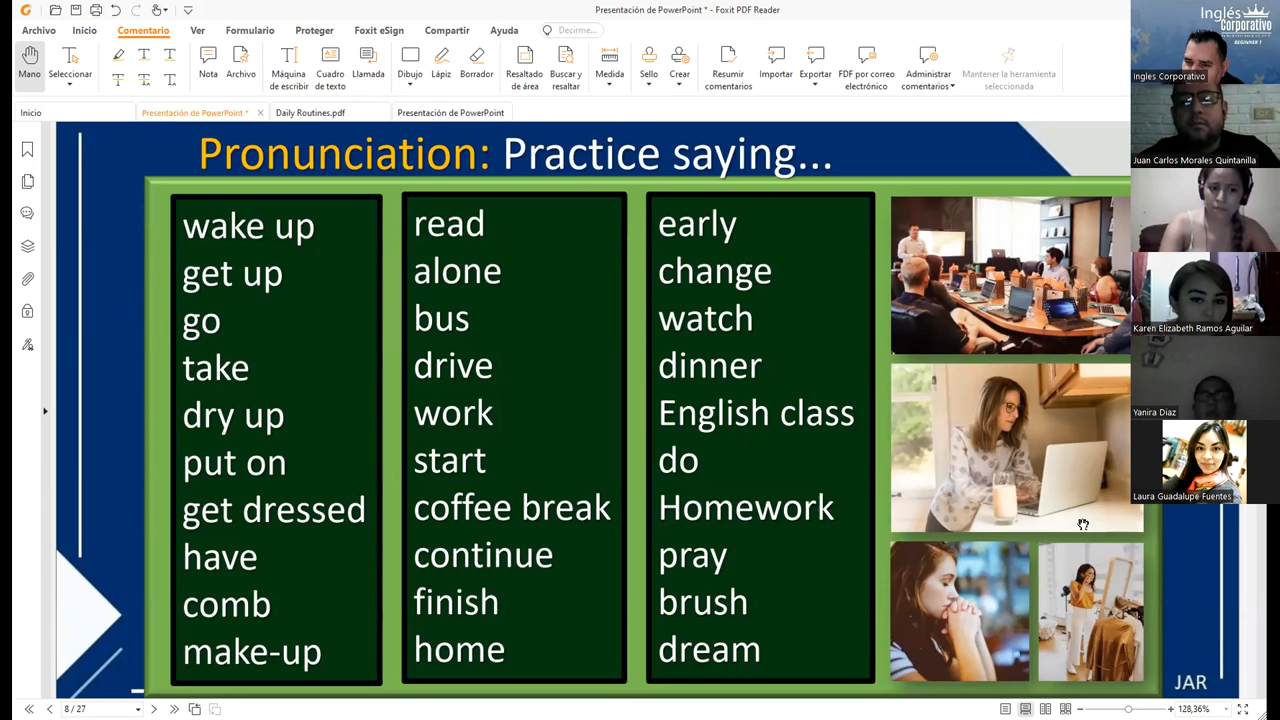 Presentación de PowerPoint * - Foxit PDF Reader
Archivo Inicio Comentario Ver Formulario Proteger Foxit eSign Compartir Ayuda Decirme...
Mano Seleccionar Nota Archivo Máquina de escribir Cuadro de texto Llamada Dibujo Lápiz Borrador Resaltado de área Buscar y resaltar Medida Sello Crear Resumir comentarios Importar Exportar PDF por correo electrónico Administrar comentarios Mantener la herramienta seleccionada
Inicio Presentación de PowerPoint * Daily Routines.pdf Presentación de PowerPoint
Pronunciation: Practice saying...
wake up
get up
go
take
dry up
put on
get dressed
have
comb
make-up
read
alone
bus
drive
work
start
coffee break
continue
finish
home
early
change
watch
dinner
English class
do
Homework
pray
brush
dream
JAR
Inglés
Corporativo
BEGINNER 1
Ingles Corporativo
Juan Carlos Morales Quintanilla
Karen Elizabeth Ramos Aguilar
Yanira Diaz
Laura Guadalupe Fuentes
8 / 27
128,36%